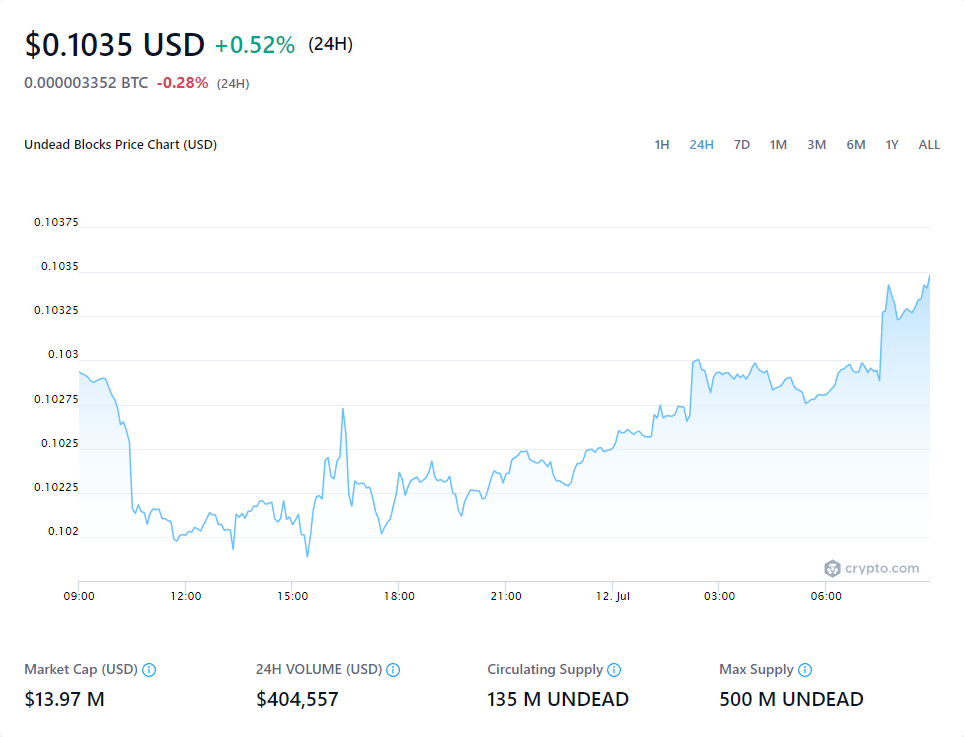 $0.1035 USD +0.52% (24H)
0.000003352 BTC -0.28% (24H)
Undead Blocks Price Chart (USD) 1H 24H 7D 1M 3M 6M 1Y ALL
0.10375
0.1035
0.10325
0.103
0.10275
0.1025
0.10225
0.102
crypto.com
09:00 12:00 15:00 18:00 21:00 12. Jul 03:00 06:00
Market Cap (USD) 24H VOLUME (USD) Circulating Supply Max Supply
$13.97 M $404,557 135 M UNDEAD 500 M UNDEAD